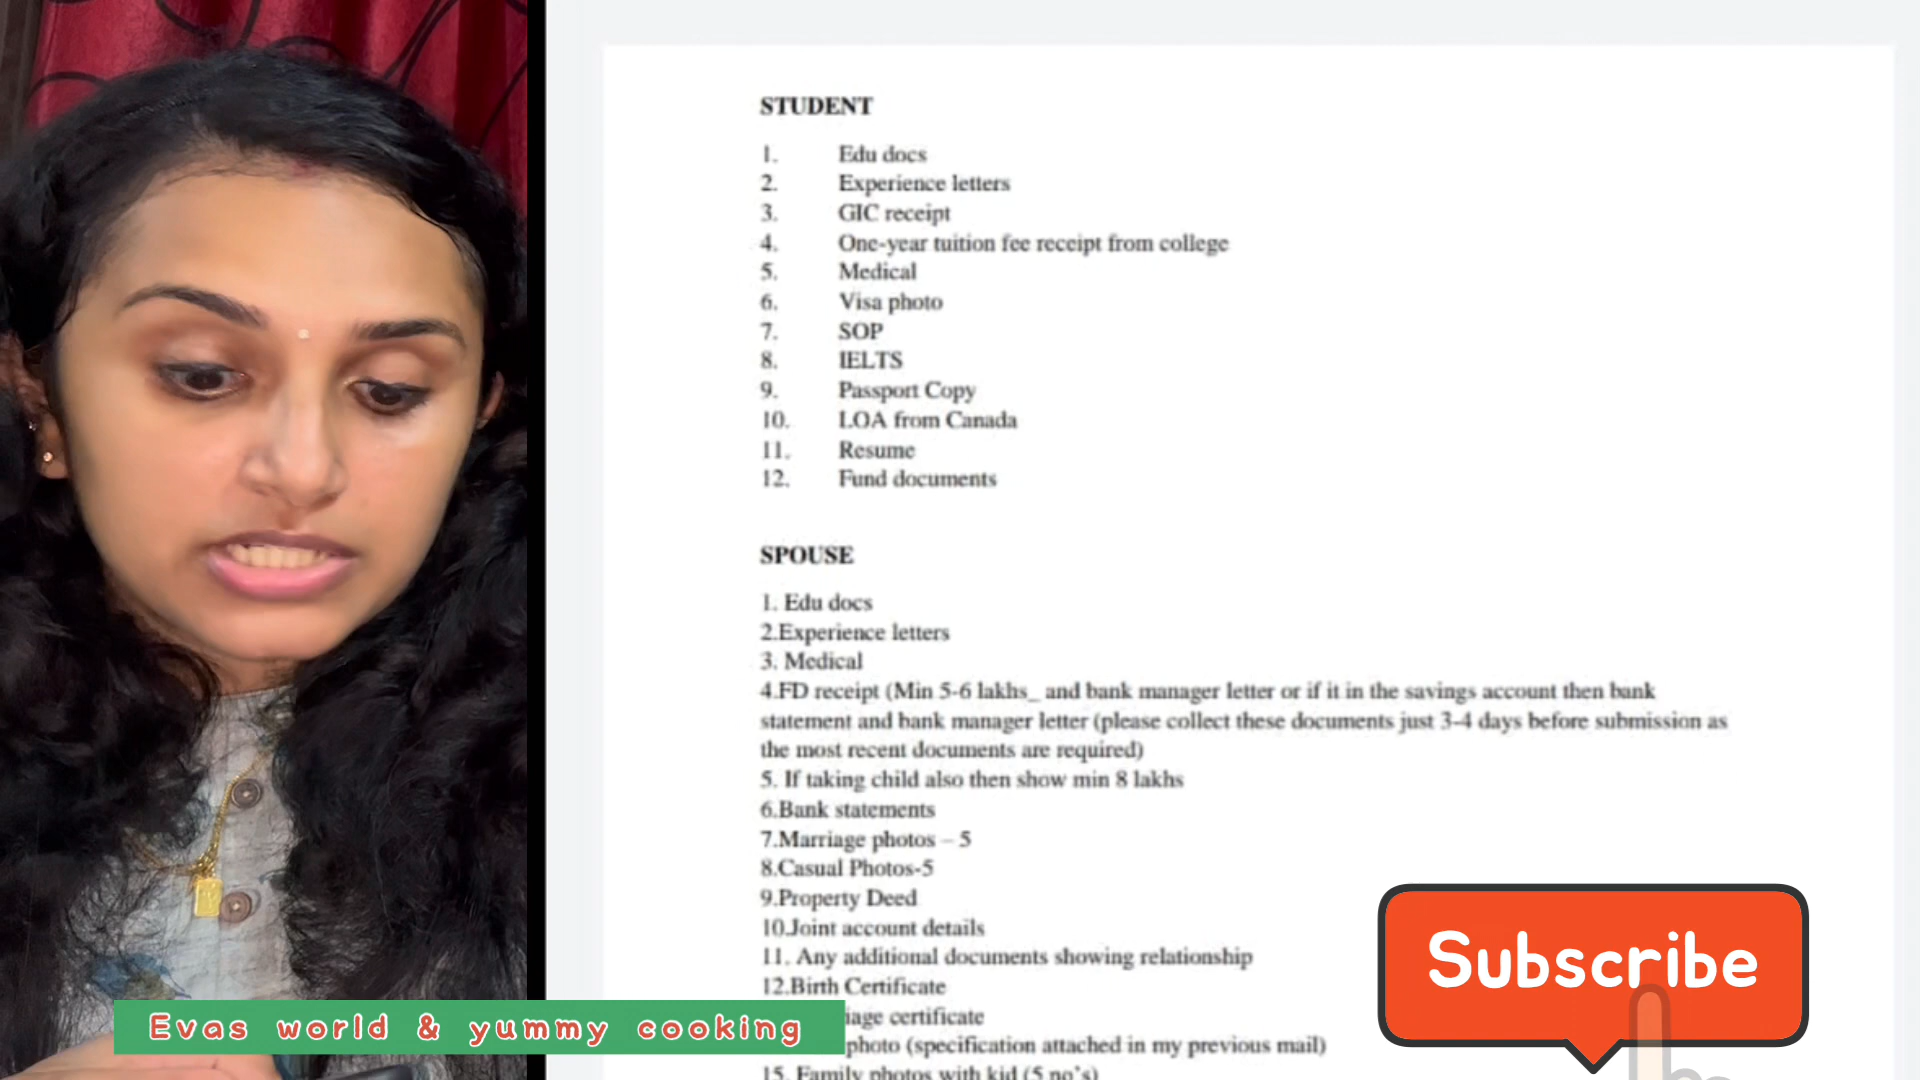 STUDENT
1. Edu docs
2. Experience letters
3. GIC receipt
4. One-year tuition fee receipt from college
5. Medical
6. Visa photo
7. SOP
8. IELTS
9. Passport Copy
10. LOA from Canada
11. Resume
12. Fund documents
SPOUSE
1. Edu docs
2.Experience letters
3. Medical
4.FD receipt (Min 5-6 lakhs_ and bank manager letter or if it in the savings account then bank
statement and bank manager letter (please collect these documents just 3-4 days before submission as
the most recent documents are required)
5. If taking child also then show min 8 lakhs
6.Bank statements
7.Marriage photos – 5
8.Casual Photos-5
9.Property Deed
10.Joint account details
11. Any additional documents showing relationship
12.Birth Certificate
iage certificate
photo (specification attached in my previous mail)
15. Family photos with kid (5 no's)
Evas world & yummy cooking
Subscribe